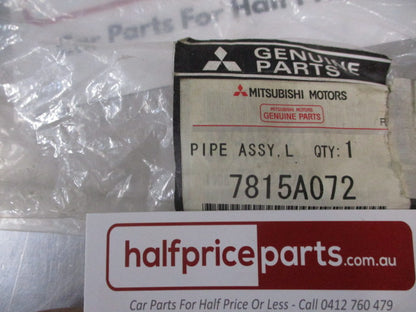 Car Parts For Half Pri
GENUINE
PARTS
MITSUBISHI MOTORS
MITSUBISHI MOTORS
GENUINE PARTS
R
PIPE ASSY,L QTY:1
7815A072
halfpriceparts.com.au
Car Parts For Half Price Or Less - Call 0412 760 479